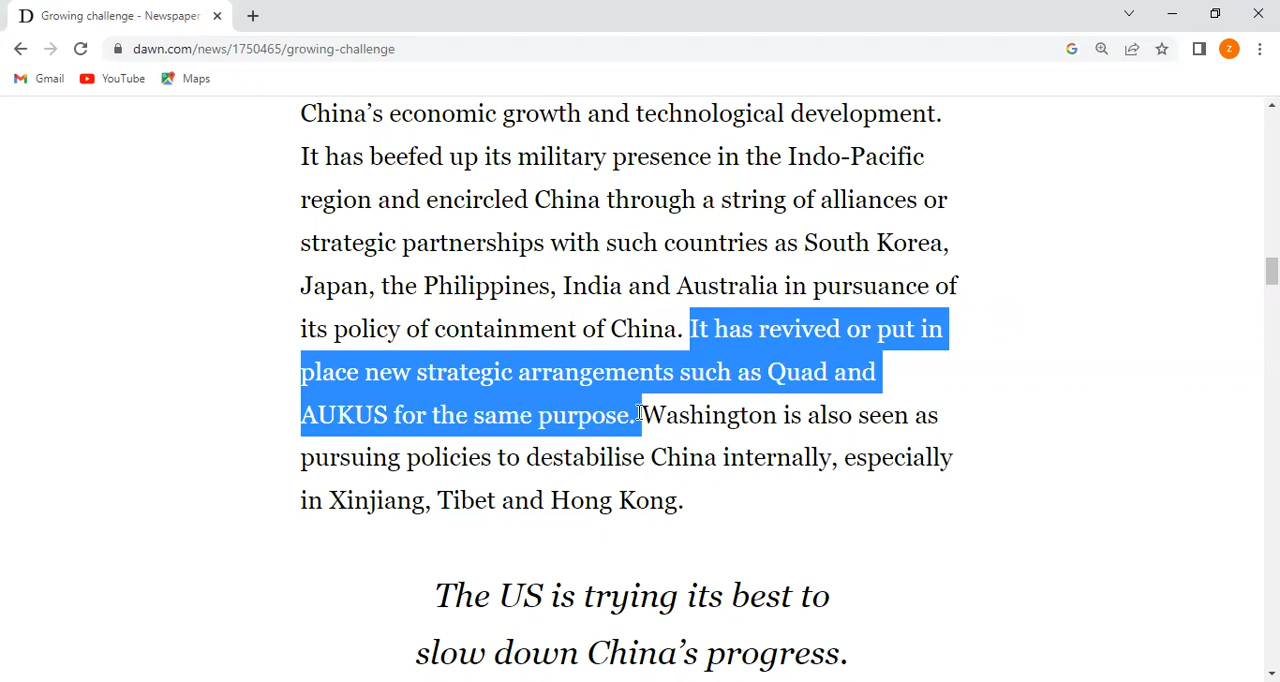 D Growing challenge - Newspaper
dawn.com/news/1750465/growing-challenge
Z
Gmail YouTube Maps
China’s economic growth and technological development.
It has beefed up its military presence in the Indo-Pacific
region and encircled China through a string of alliances or
strategic partnerships with such countries as South Korea,
Japan, the Philippines, India and Australia in pursuance of
its policy of containment of China. It has revived or put in
place new strategic arrangements such as Quad and
AUKUS for the same purpose. Washington is also seen as
pursuing policies to destabilise China internally, especially
in Xinjiang, Tibet and Hong Kong.
The US is trying its best to
slow down China’s progress.